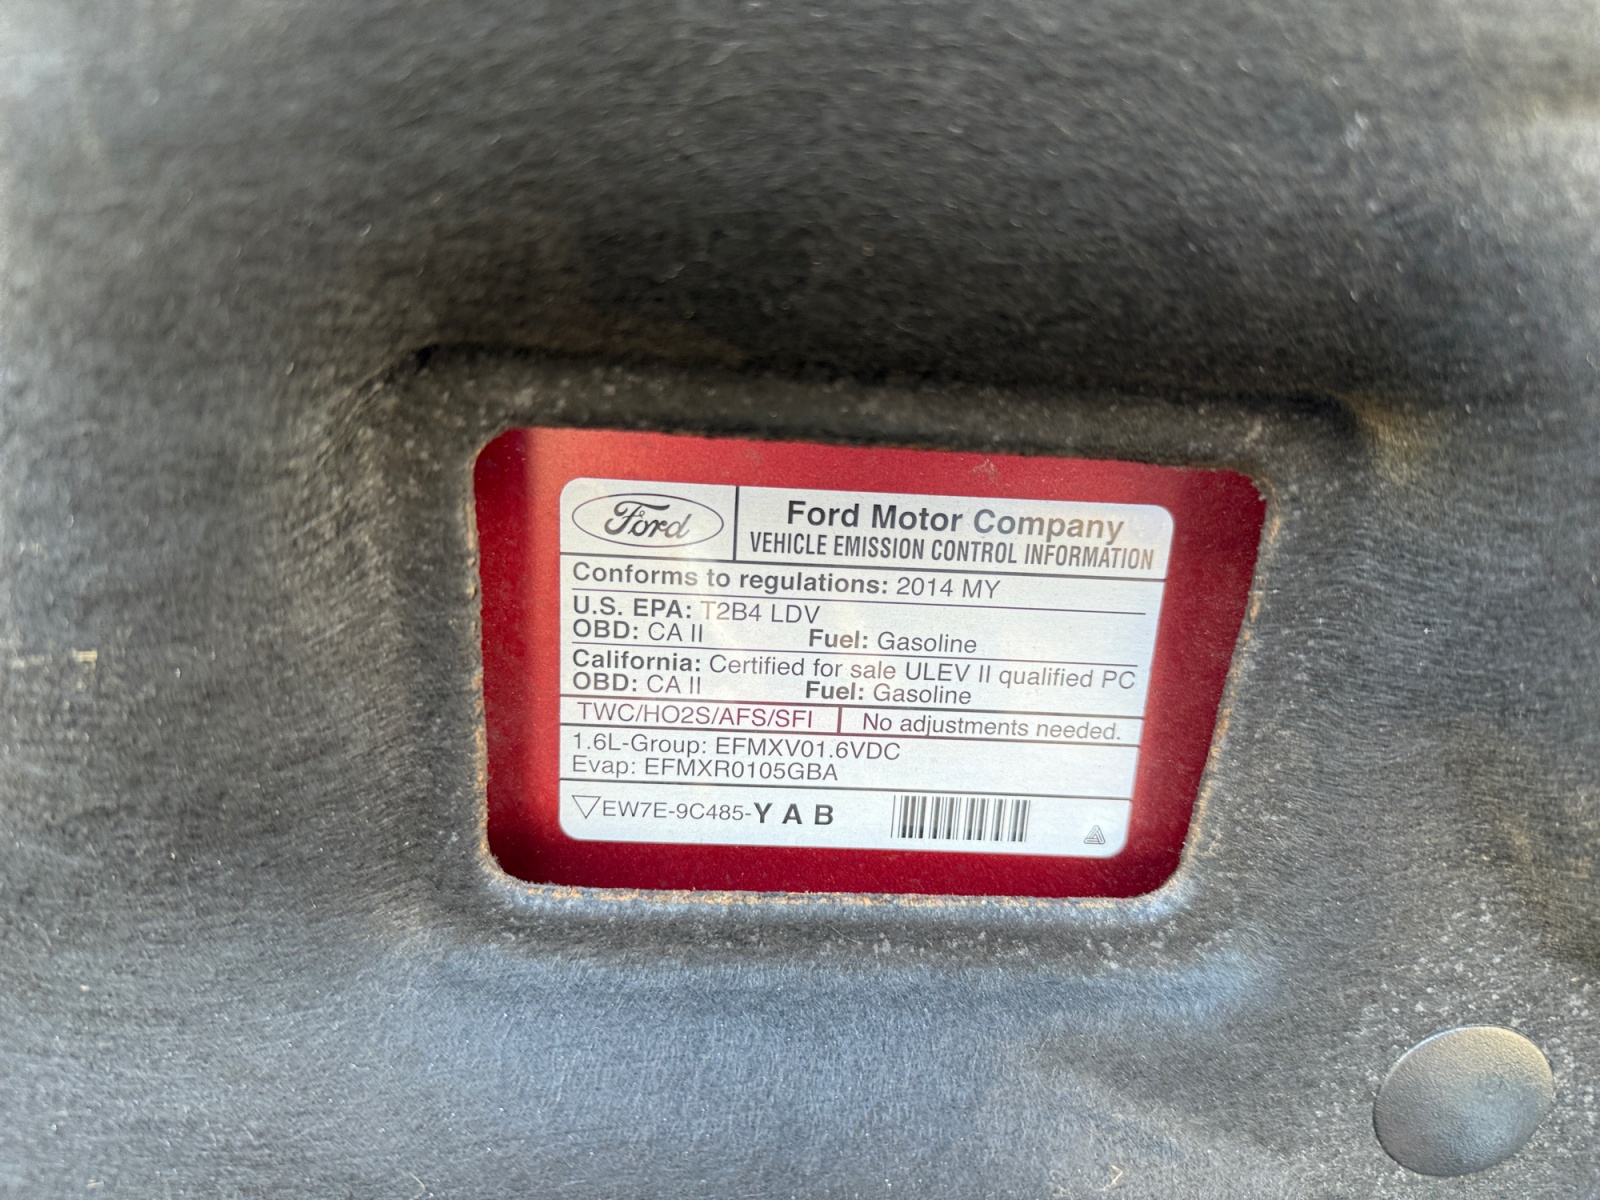 Ford
Ford Motor Company
VEHICLE EMISSION CONTROL INFORMATION
Conforms to regulations: 2014 MY
U.S. EPA: T2B4 LDV
OBD: CA II Fuel: Gasoline
California: Certified for sale ULEV II qualified PC
OBD: CA II Fuel: Gasoline
TWC/HO2S/AFS/SFI No adjustments needed.
1.6L-Group: EFMXV01.6VDC
Evap: EFMXR0105GBA
EW7E-9C485-Y A B